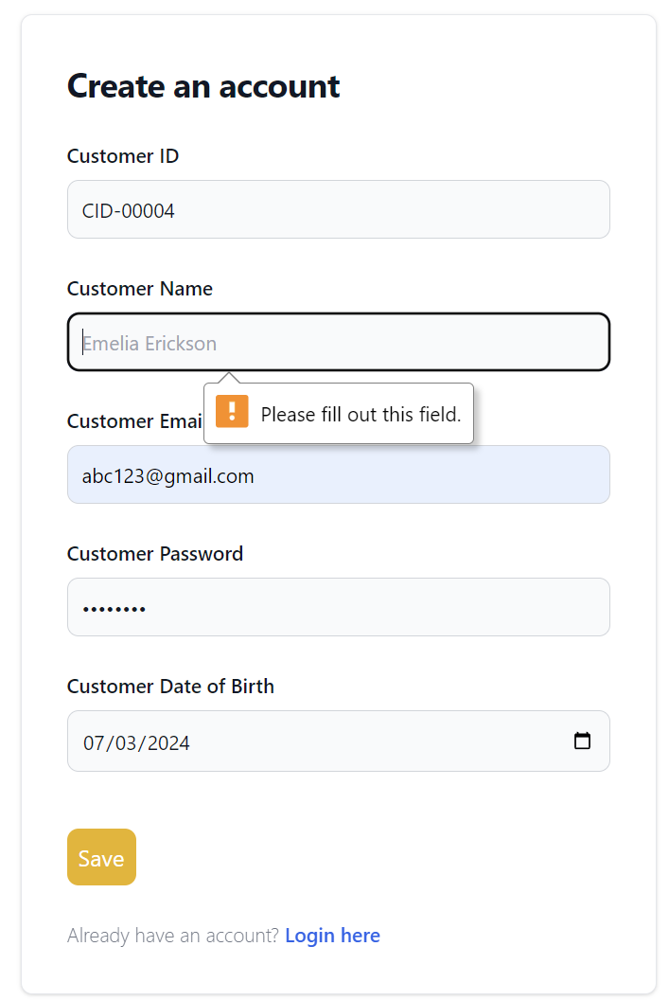 Create an account
Customer ID
CID-00004
Customer Name
Emelia Erickson
Please fill out this field.
Customer Emai
abc123@gmail.com
Customer Password
••••••••
Customer Date of Birth
07/03/2024
Save
Already have an account? Login here